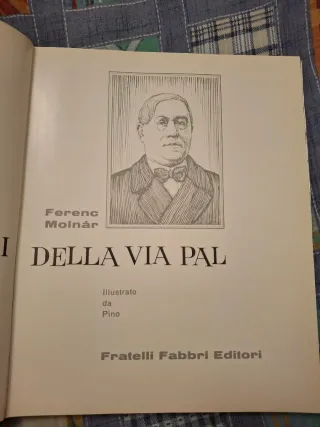 Ferenc
Molnár
I DELLA VIA PAL
illustrato
da
Pino
Fratelli Fabbri Editori